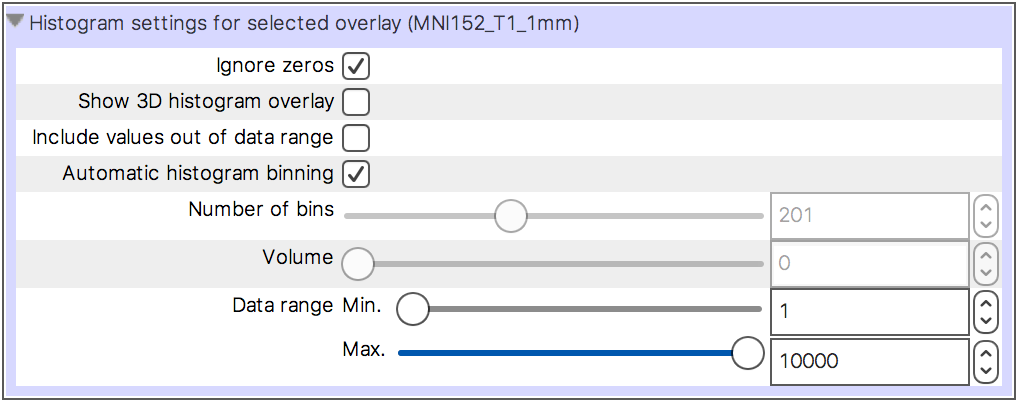 Histogram settings for selected overlay (MNI152_T1_1mm)
Ignore zeros
Show 3D histogram overlay
Include values out of data range
Automatic histogram binning
Number of bins 201
Volume 0
Data range Min. 1
Max. 10000